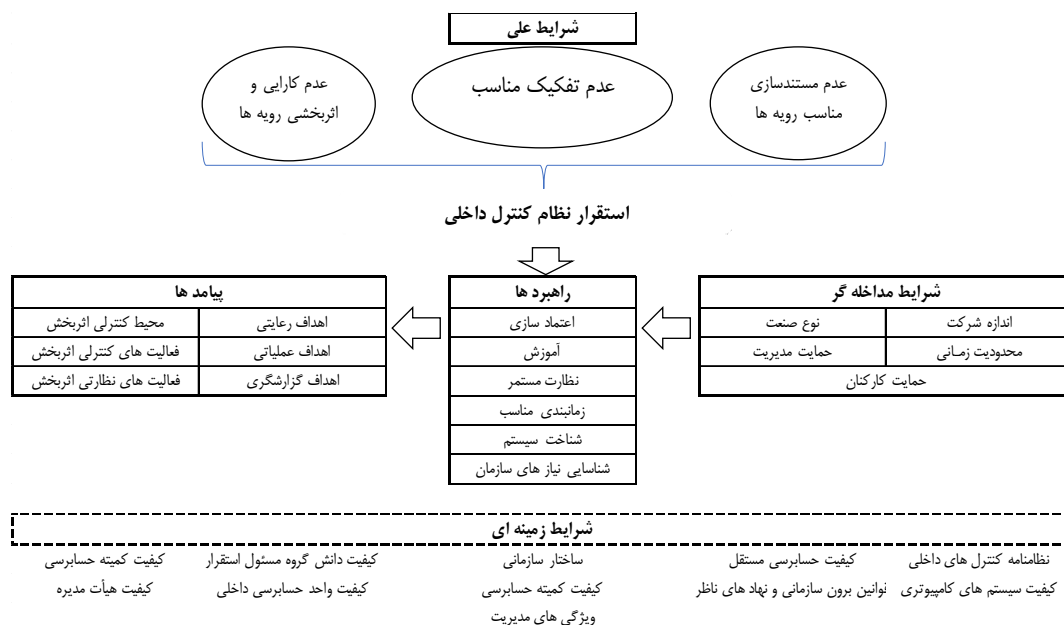 شرایط علی
عدم مستندسازی
مناسب رویه ها
عدم تفکیک مناسب
عدم کارایی و
اثربخشی رویه ها
استقرار نظام کنترل داخلی
شرایط مداخله گر
اندازه شرکت
نوع صنعت
محدودیت زمانی
حمایت مدیریت
حمایت کارکنان
راهبرد ها
اعتماد سازی
آموزش
نظارت مستمر
زمانبندی مناسب
شناخت سیستم
شناسایی نیاز های سازمان
پیامد ها
اهداف رعایتی
محیط کنترلی اثربخش
اهداف عملیاتی
فعالیت های کنترلی اثربخش
اهداف گزارشگری
فعالیت های نظارتی اثربخش
شرایط زمینه ای
نظامنامه کنترل های داخلی
کیفیت حسابرسی مستقل
ساختار سازمانی
کیفیت دانش گروه مسئول استقرار
کیفیت کمیته حسابرسی
کیفیت سیستم های کامپیوتری
قوانین برون سازمانی و نهاد های ناظر
کیفیت کمیته حسابرسی
کیفیت واحد حسابرسی داخلی
کیفیت هیأت مدیره
ویژگی های مدیریت